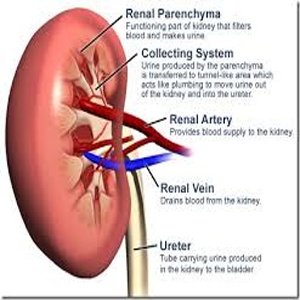 Renal Parenchyma
Functioning part of kidney that filters
blood and makes urine.
Collecting System
Urine produced by the parenchyma
is transferred to tunnel-like area which
acts like plumbing to move urine out
of the kidney and into the ureter.
Renal Artery
Provides blood supply to the kidney
Renal Vein
Drains blood from the kidney.
Ureter
Tube carrying urine produced
in the kidney to the bladder